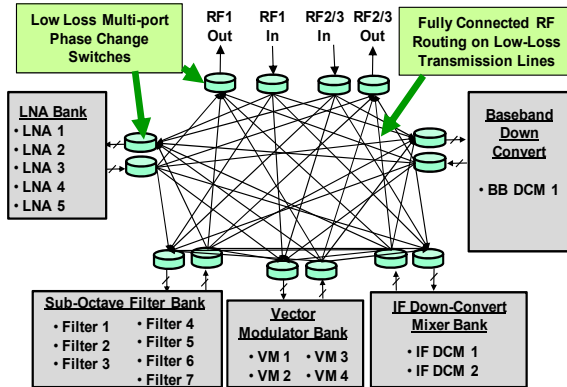 Low Loss Multi-port
Phase Change
Switches
RF1
Out
RF1
In
RF2/3
In
RF2/3
Out
Fully Connected RF
Routing on Low-Loss
Transmission Lines
LNA Bank
• LNA 1
• LNA 2
• LNA 3
• LNA 4
• LNA 5
Baseband
Down
Convert
• BB DCM 1
Sub-Octave Filter Bank
• Filter 1
• Filter 2
• Filter 3
• Filter 4
• Filter 5
• Filter 6
• Filter 7
Vector
Modulator Bank
• VM 1
• VM 2
• VM 3
• VM 4
IF Down-Convert
Mixer Bank
• IF DCM 1
• IF DCM 2